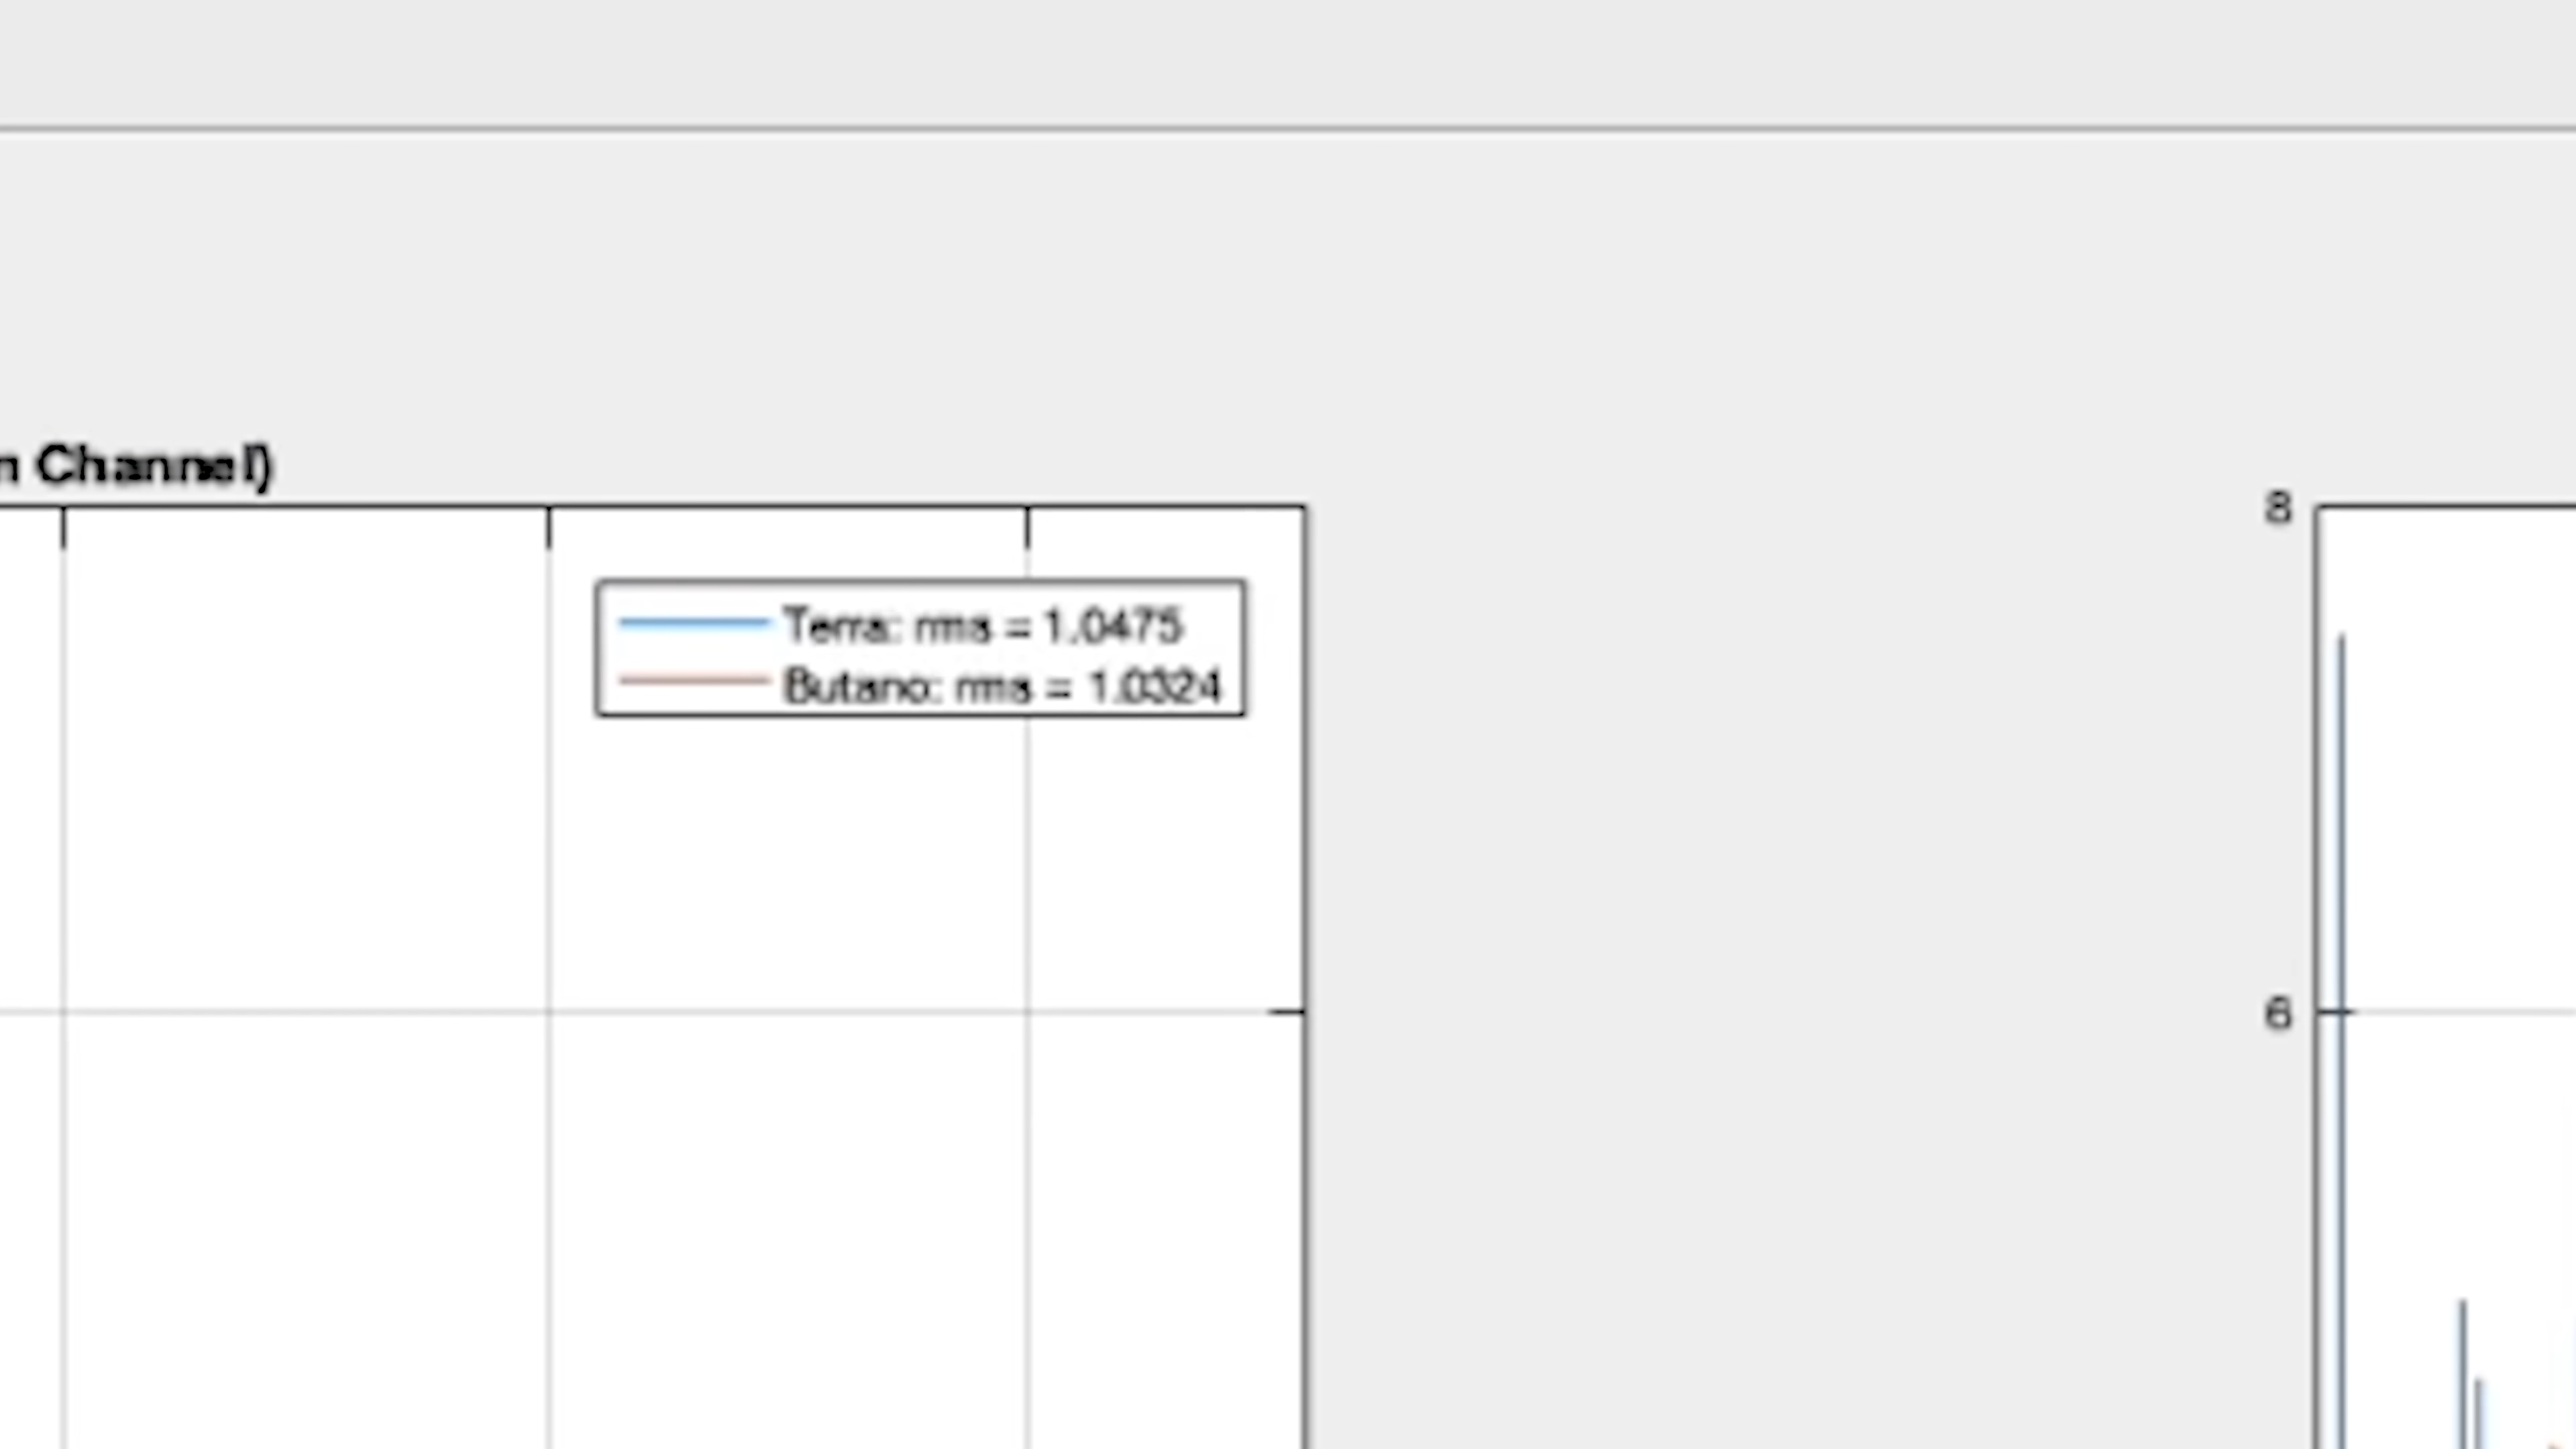 n Channel)
Terra: rms = 1.0475
Butano: rms = 1.0324
8
6